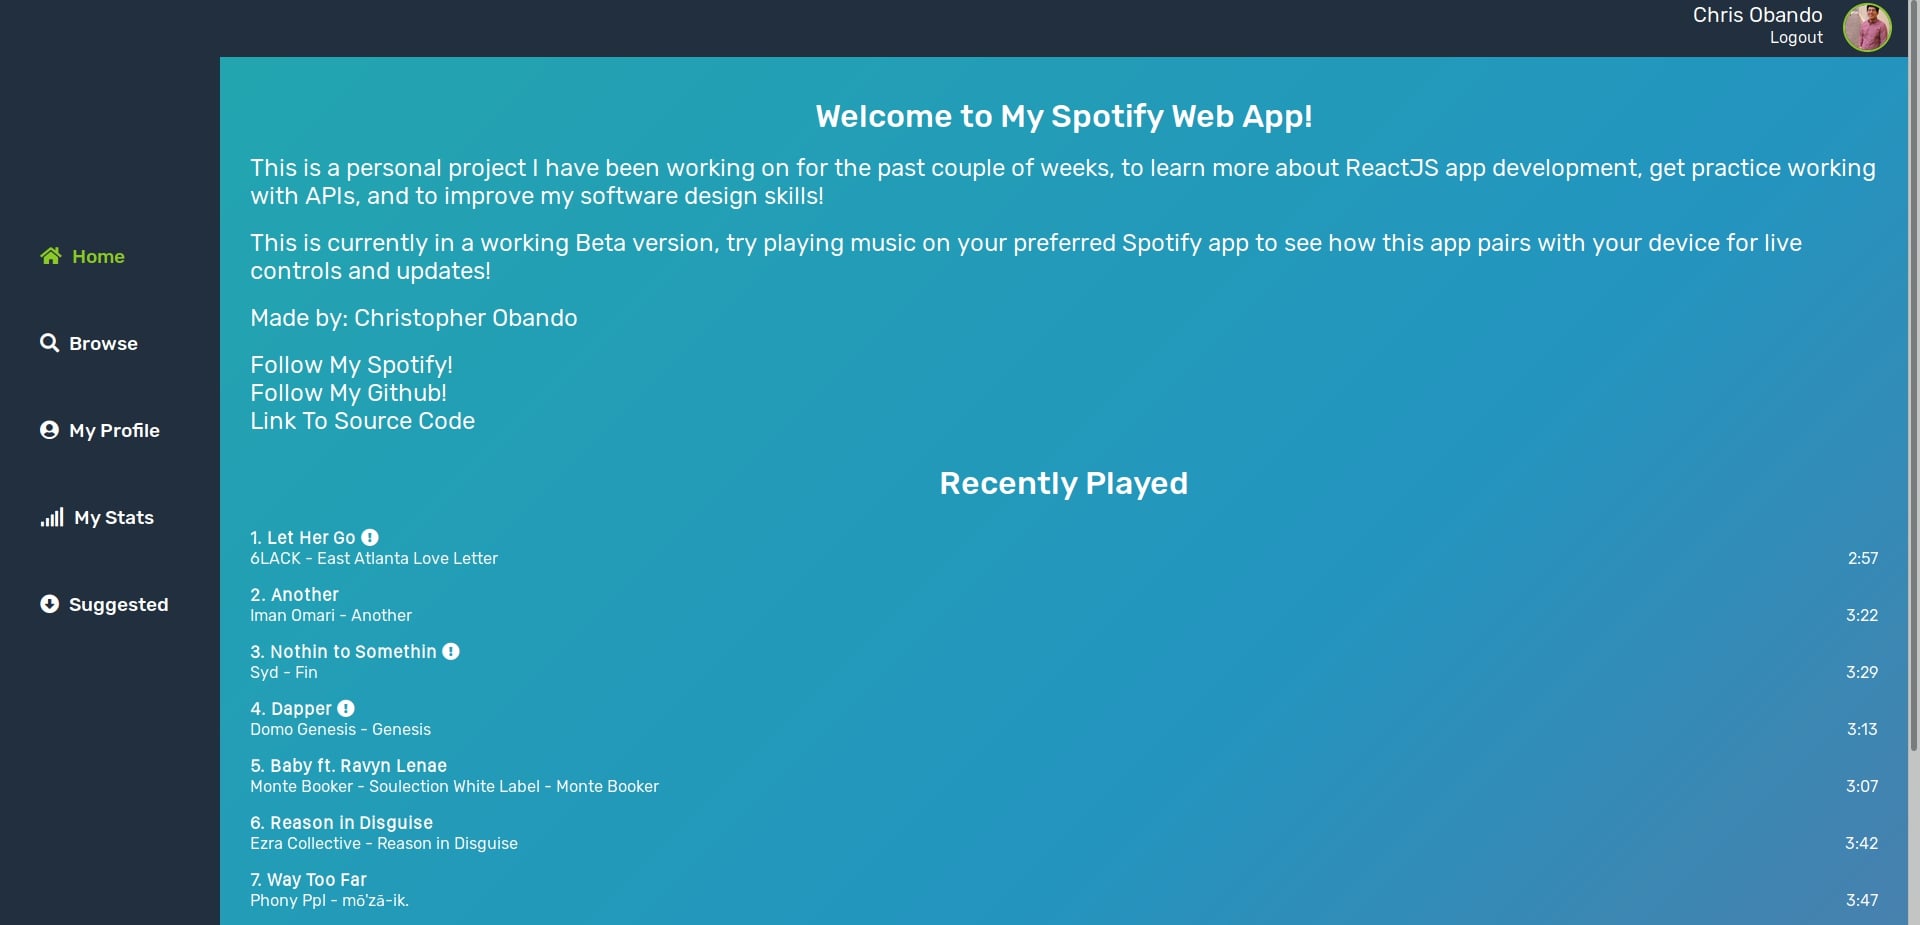 Chris Obando
Logout
Home
Browse
My Profile
My Stats
Suggested
Welcome to My Spotify Web App!
This is a personal project I have been working on for the past couple of weeks, to learn more about ReactJS app development, get practice working
with APIs, and to improve my software design skills!
This is currently in a working Beta version, try playing music on your preferred Spotify app to see how this app pairs with your device for live
controls and updates!
Made by: Christopher Obando
Follow My Spotify!
Follow My Github!
Link To Source Code
Recently Played
1. Let Her Go
6LACK - East Atlanta Love Letter 2:57
2. Another
Iman Omari - Another 3:22
3. Nothin to Somethin
Syd - Fin 3:29
4. Dapper
Domo Genesis - Genesis 3:13
5. Baby ft. Ravyn Lenae
Monte Booker - Soulection White Label - Monte Booker 3:07
6. Reason in Disguise
Ezra Collective - Reason in Disguise 3:42
7. Way Too Far
Phony Ppl - mō'zā-ik. 3:47